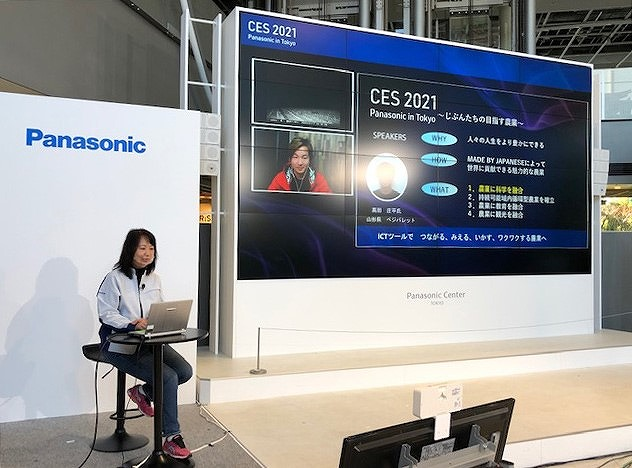 CES 2021
Panasonic in Tokyo
CES 2021
Panasonic in Tokyo ～じぶんたちの目指す農業～
SPEAKERS
WHY
人々の人生をより豊かにできる
HOW
MADE BY JAPANESEによって
世界に貢献できる魅力的な農業
WHAT
1、農業に科学を融合
2、持続可能域内循環型農業を確立
3、農業に教育を融合
4、農業に観光を融合
庄平氏
山形県 ベジパレット
ICTツールで つながる、みえる、いかす、ワクワクする農業へ
Panasonic
Panasonic Center
TOKYO